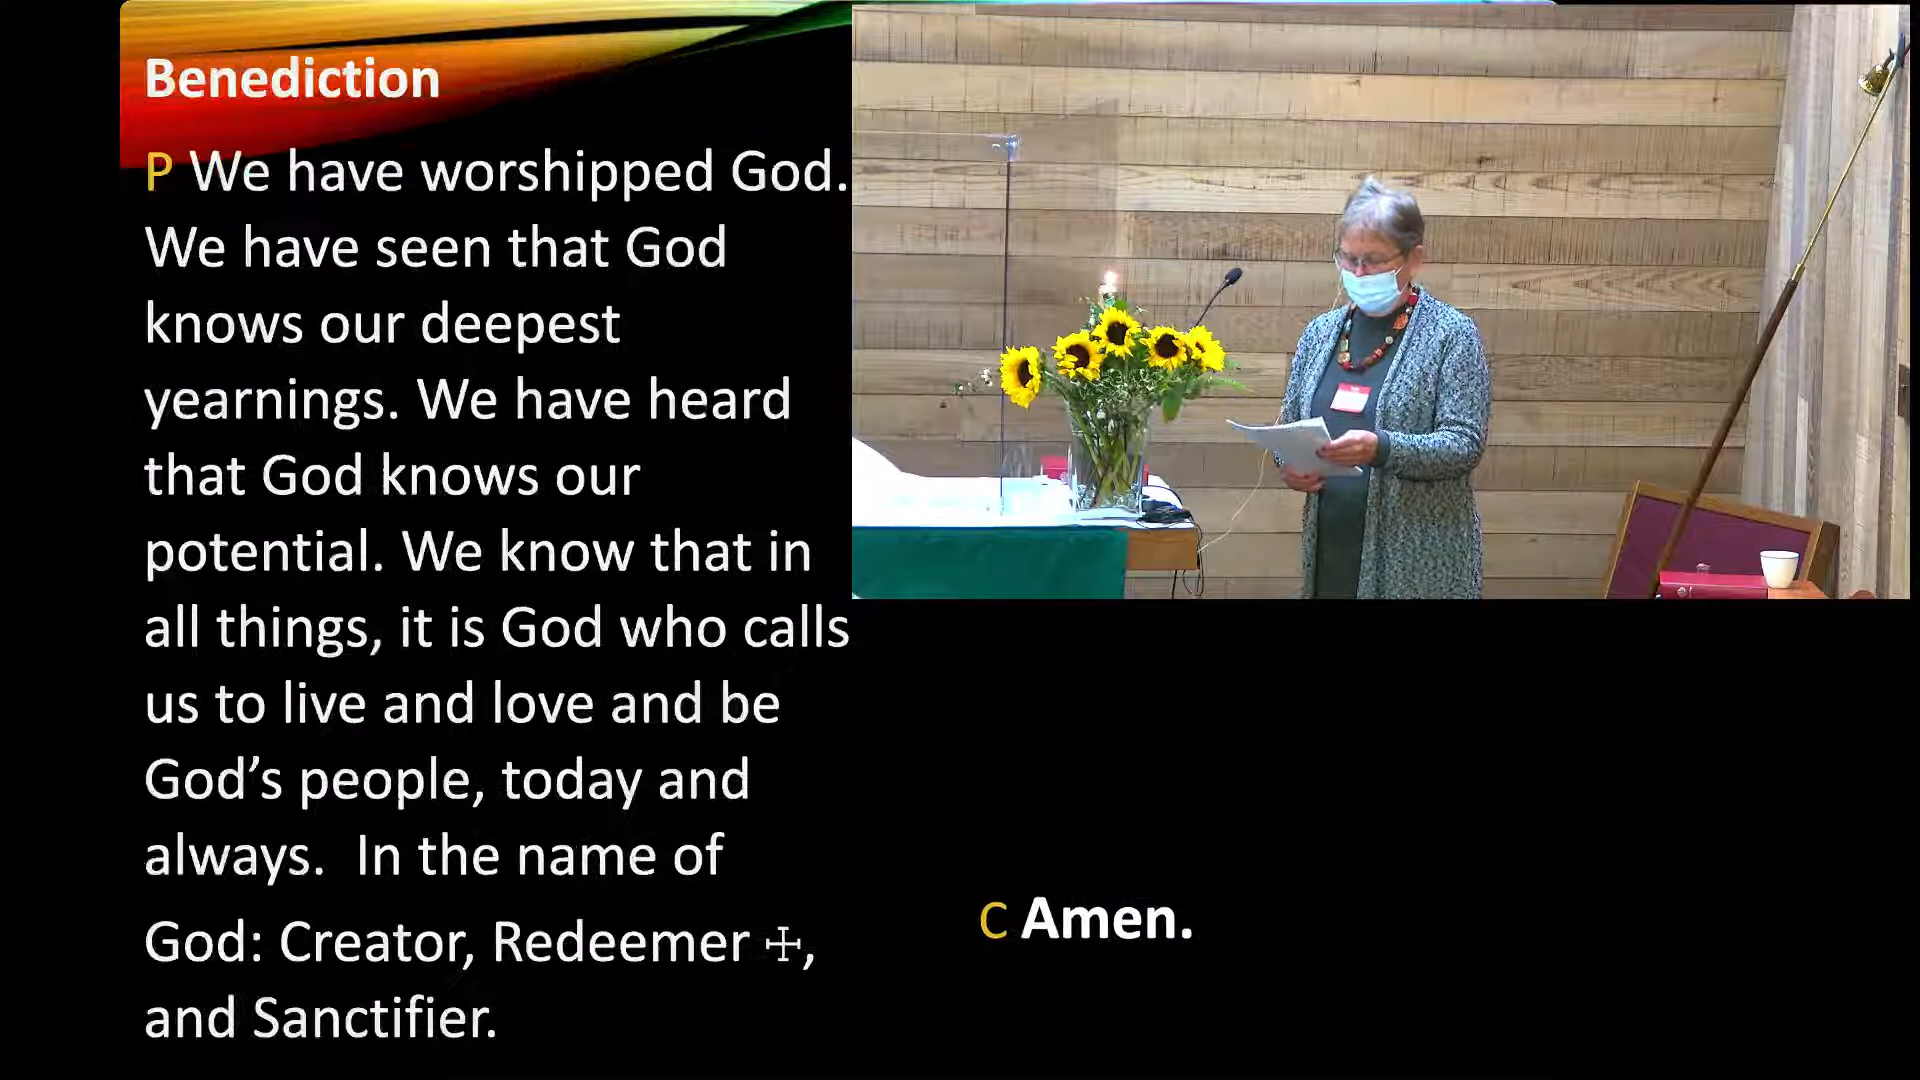 Benediction
P We have worshipped God.
We have seen that God
knows our deepest
yearnings. We have heard
that God knows our
potential. We know that in
all things, it is God who calls
us to live and love and be
God’s people, today and
always.  In the name of
God: Creator, Redeemer ☩,
and Sanctifier.
C Amen.